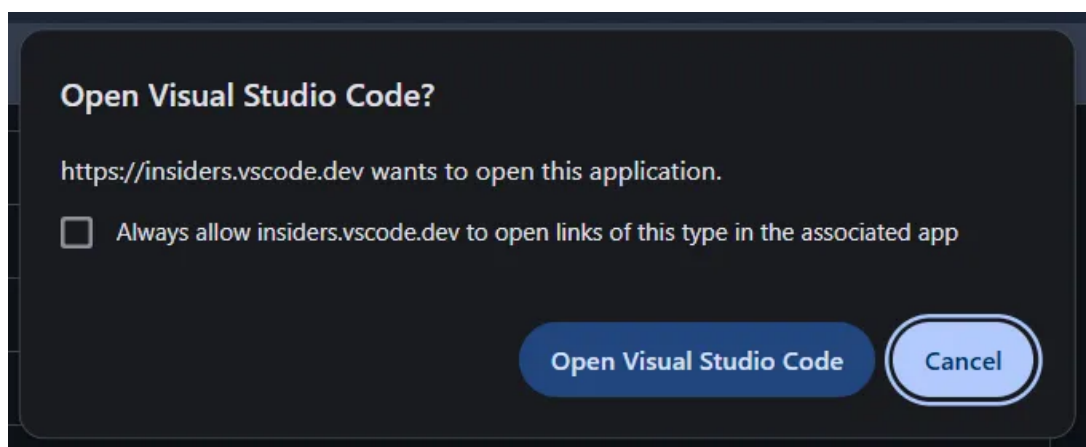 Open Visual Studio Code?
https://insiders.vscode.dev wants to open this application.
Always allow insiders.vscode.dev to open links of this type in the associated app
Open Visual Studio Code Cancel